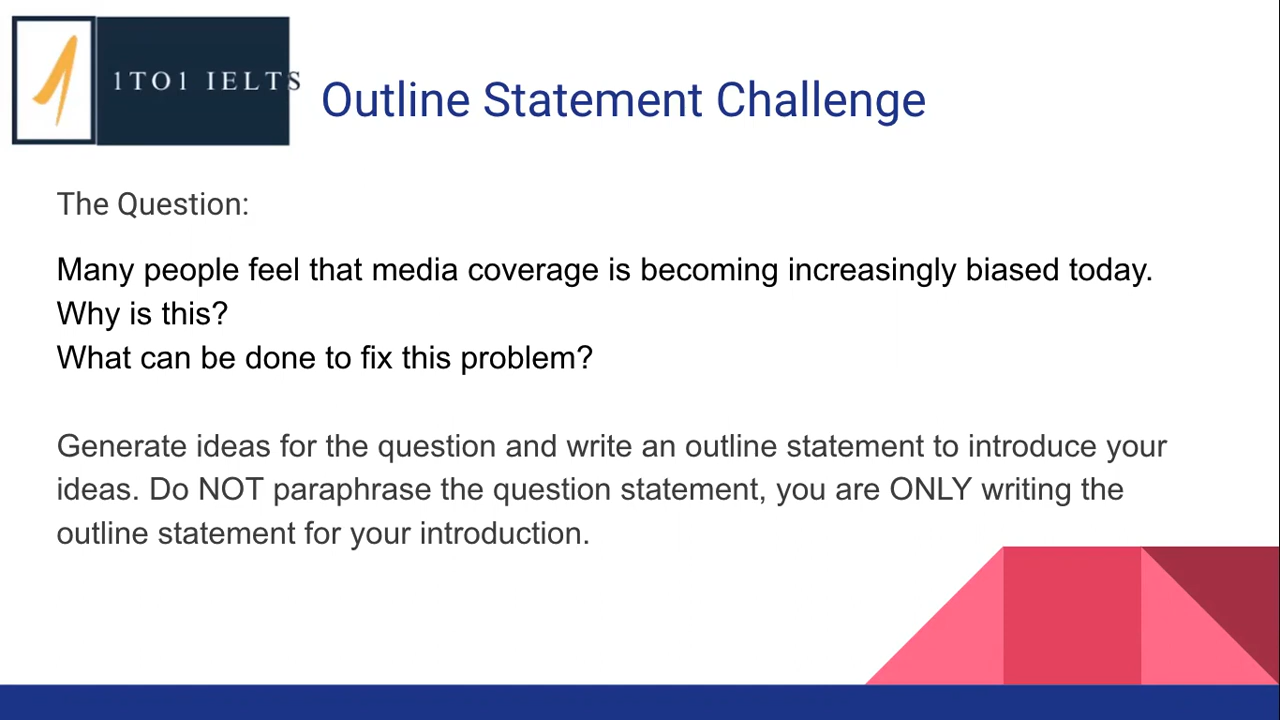 1TO1 IELTS
Outline Statement Challenge
The Question:
Many people feel that media coverage is becoming increasingly biased today.
Why is this?
What can be done to fix this problem?
Generate ideas for the question and write an outline statement to introduce your
ideas. Do NOT paraphrase the question statement, you are ONLY writing the
outline statement for your introduction.